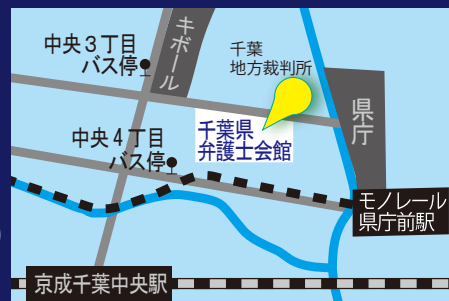 中央3丁目
バス停
キボール
千葉
地方裁判所
県庁
千葉県
弁護士会館
中央4丁目
バス停
モノレール
県庁前駅
京成千葉中央駅